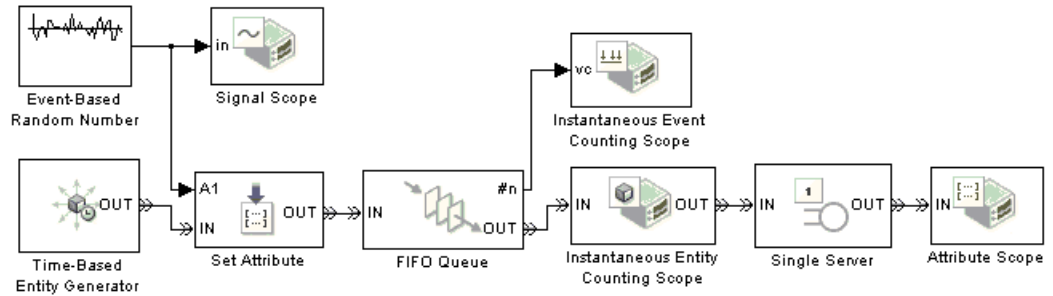 in
Event-Based
Random Number
Signal Scope
vc
Instantaneous Event
Counting Scope
OUT
Time-Based
Entity Generator
A1
IN
OUT
Set Attribute
IN
#n
OUT
FIFO Queue
IN
OUT
Instantaneous Entity
Counting Scope
IN
1
OUT
Single Server
IN
Attribute Scope